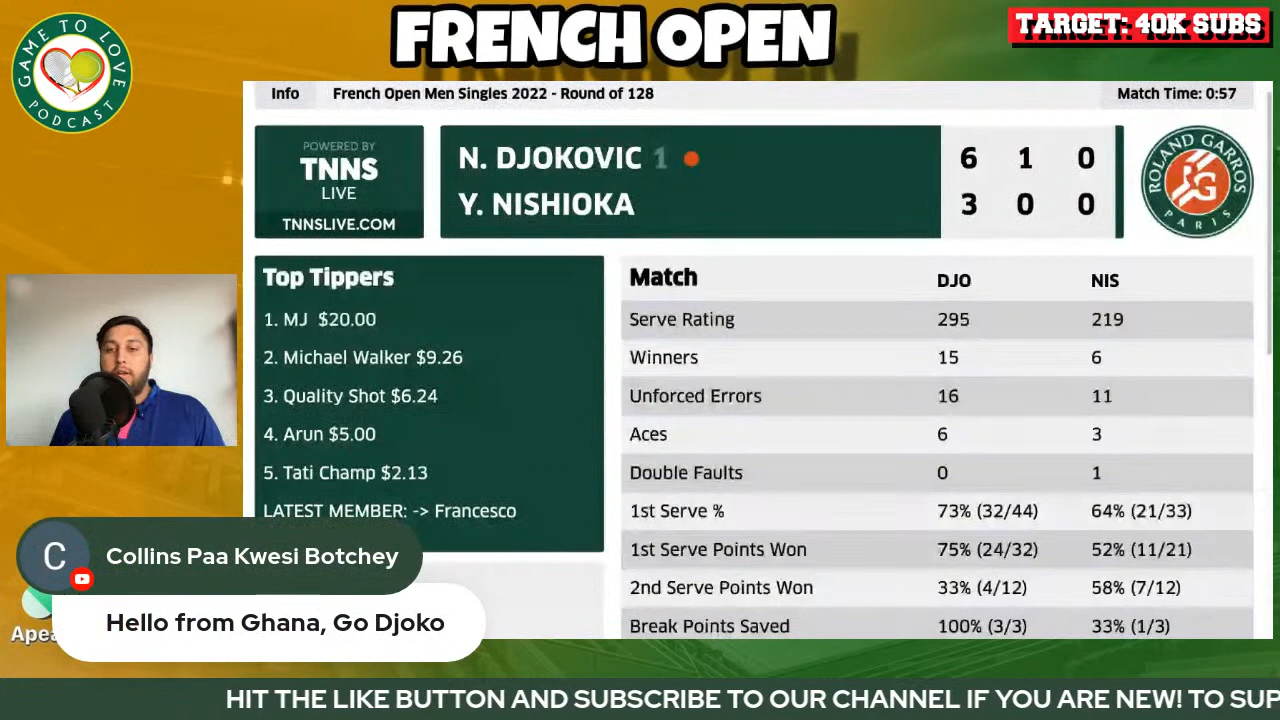 GAME TO LOVE
PODCAST
FRENCH OPEN
TARGET: 40K SUBS
Info French Open Men Singles 2022 - Round of 128 Match Time: 0:57
POWERED BY
TNNS
LIVE
TNNSLIVE.COM
N. DJOKOVIC 1 6 1 0
Y. NISHIOKA 3 0 0
ROLAND GARROS
PARIS
Top Tippers
1. MJ $20.00
2. Michael Walker $9.26
3. Quality Shot $6.24
4. Arun $5.00
5. Tati Champ $2.13
LATEST MEMBER: -> Francesco
Match DJO NIS
Serve Rating 295 219
Winners 15 6
Unforced Errors 16 11
Aces 6 3
Double Faults 0 1
1st Serve % 73% (32/44) 64% (21/33)
1st Serve Points Won 75% (24/32) 52% (11/21)
2nd Serve Points Won 33% (4/12) 58% (7/12)
Break Points Saved 100% (3/3) 33% (1/3)
C Collins Paa Kwesi Botchey
Hello from Ghana, Go Djoko
HIT THE LIKE BUTTON AND SUBSCRIBE TO OUR CHANNEL IF YOU ARE NEW! TO